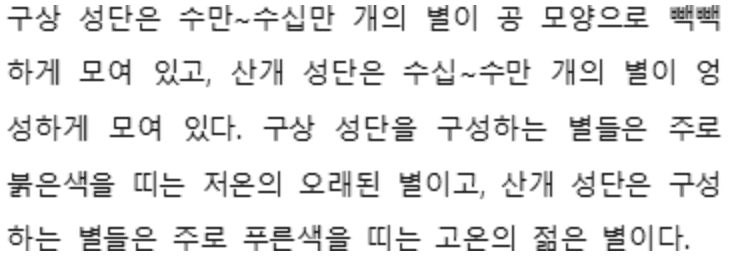 구상 성단은 수만~수십만 개의 별이 공 모양으로 빽빽
하게 모여 있고, 산개 성단은 수십~수만 개의 별이 엉
성하게 모여 있다. 구상 성단을 구성하는 별들은 주로
붉은색을 띠는 저온의 오래된 별이고, 산개 성단은 구성
하는 별들은 주로 푸른색을 띠는 고온의 젊은 별이다.